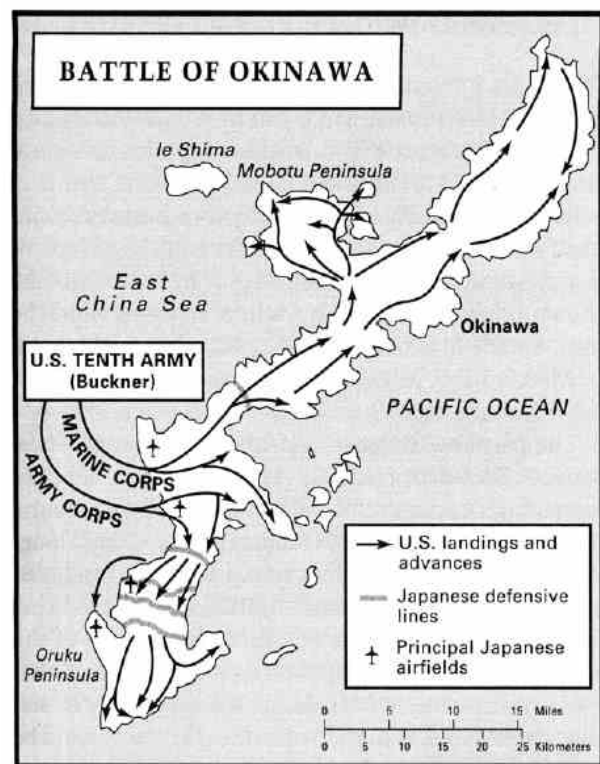 BATTLE OF OKINAWA
Ie Shima
Mobotu Peninsula
East
China Sea
Okinawa
U.S. TENTH ARMY
(Buckner)
PACIFIC OCEAN
MARINE CORPS
ARMY CORPS
U.S. landings and
advances
Japanese defensive
lines
Principal Japanese
airfields
Oruku
Peninsula
0 5 10 15 Miles
0 5 10 15 20 25 Kilometers